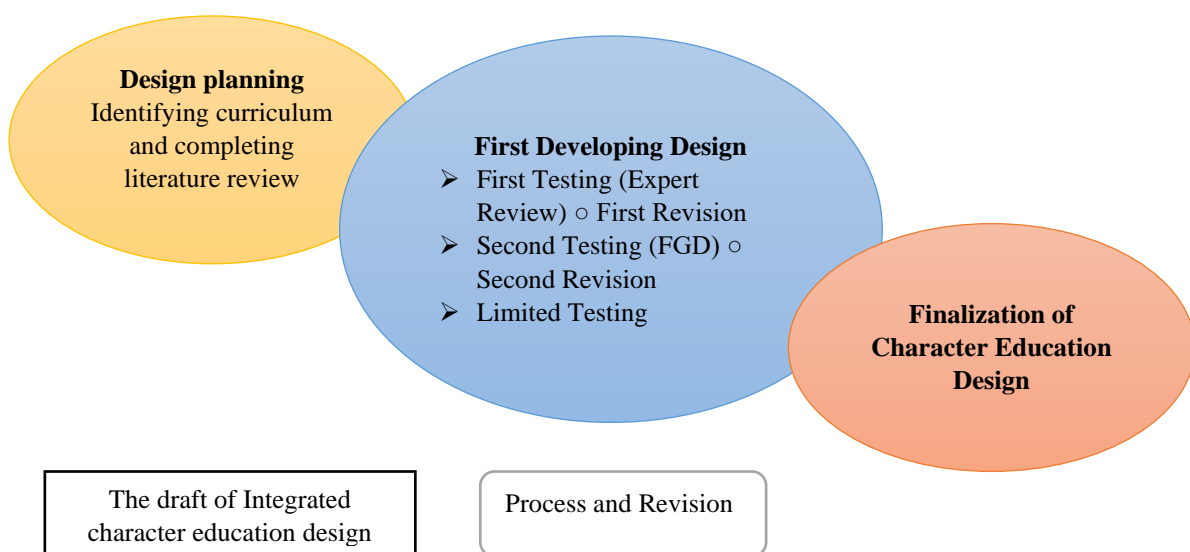 Design planning
Identifying curriculum
and completing
literature review
First Developing Design
➢ First Testing (Expert
Review) ○ First Revision
➢ Second Testing (FGD) ○
Second Revision
➢ Limited Testing
Finalization of
Character Education
Design
The draft of Integrated
character education design
Process and Revision